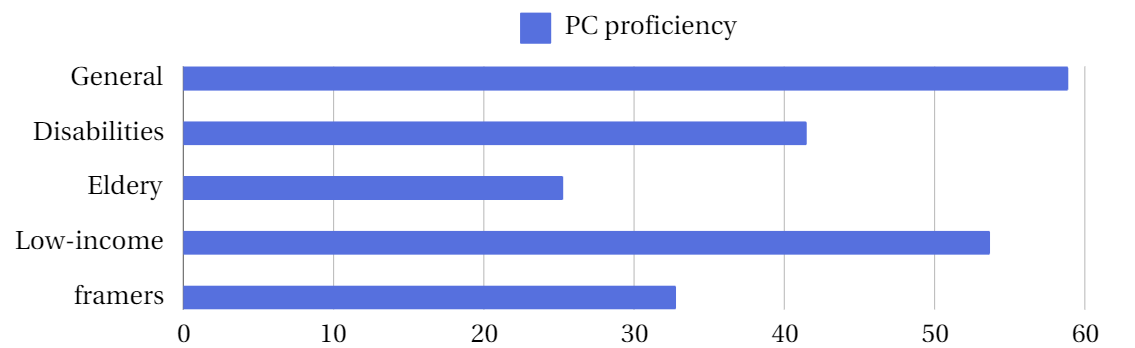 PC proficiency
General
Disabilities
Eldery
Low-income
framers
0 10 20 30 40 50 60